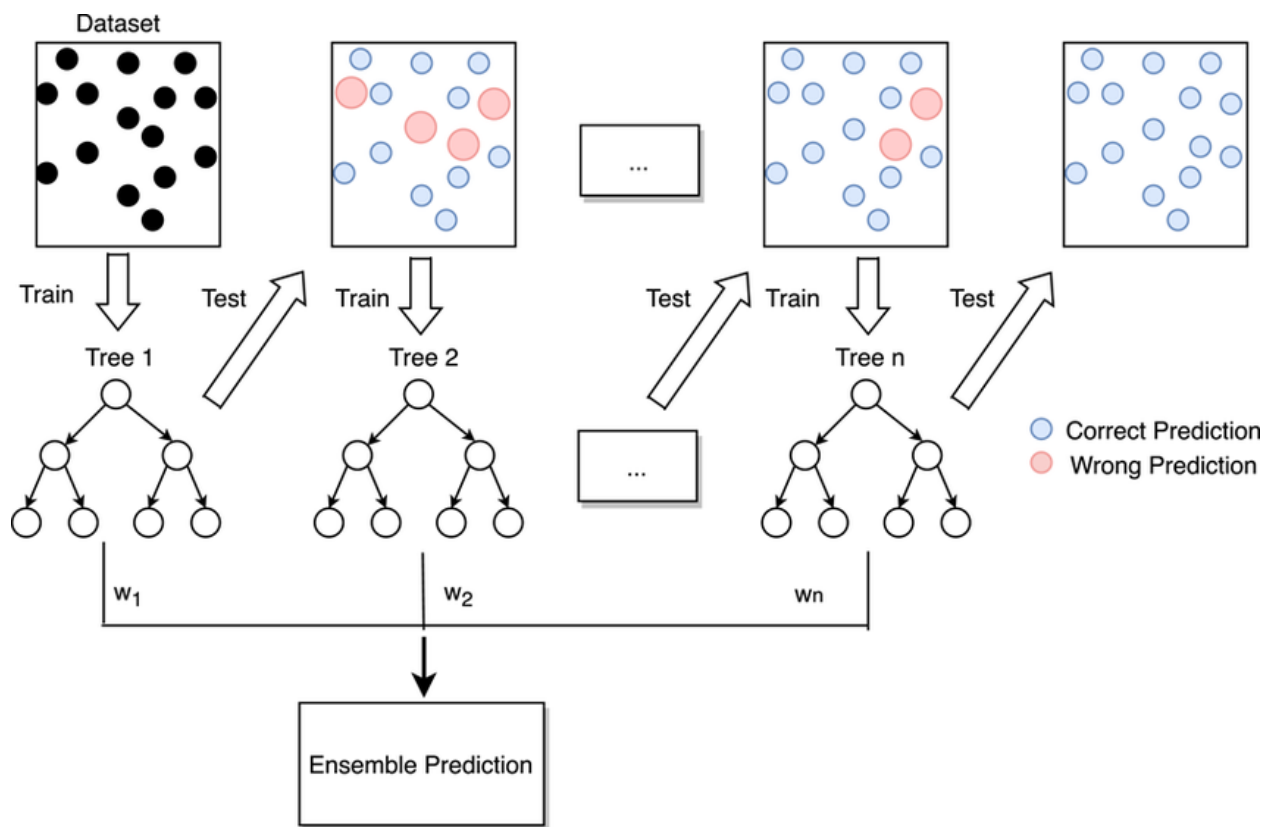 Dataset
...
Train
Test
Train
Test
Train
Test
Tree 1
Tree 2
Tree n
Correct Prediction
Wrong Prediction
...
w1
w2
wn
Ensemble Prediction